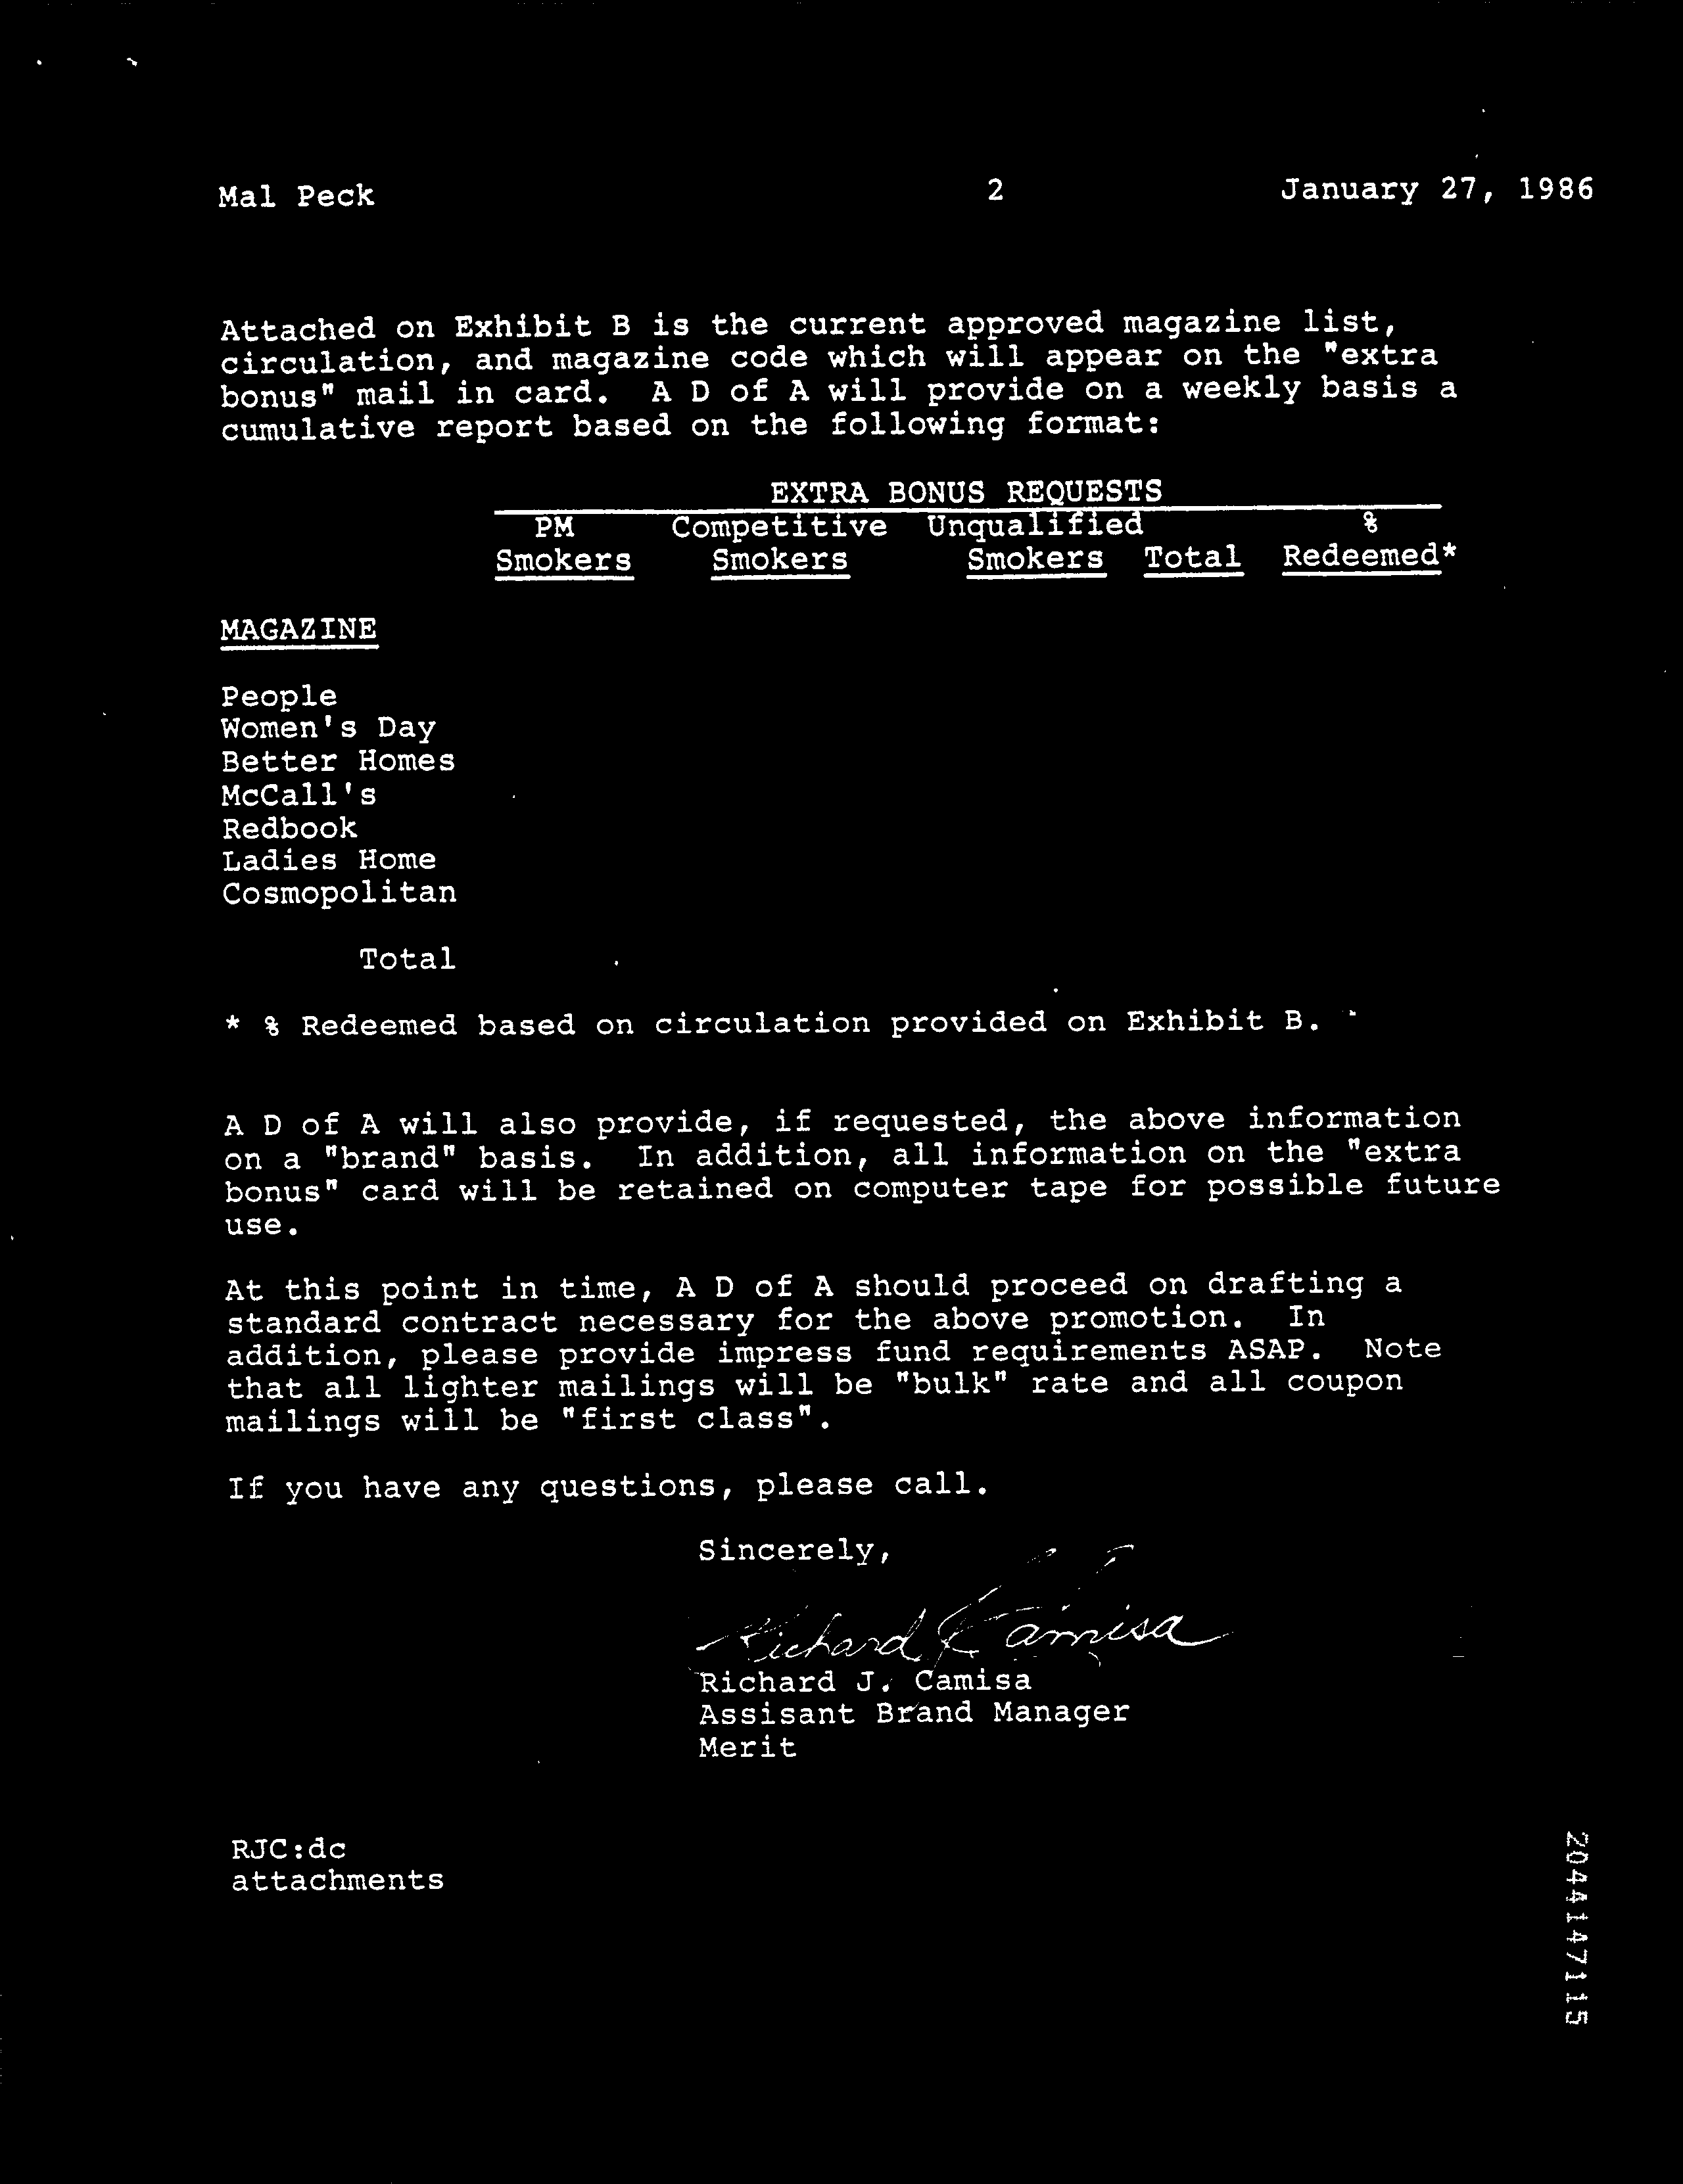 Mal Peck 2 January 27, 1986
Attached on Exhibit B is the current approved magazine list,
circulation, and magazine code which will appear on the "extra
bonus" mail in card. A D of A will provide on a weekly basis a
cumulative report based on the following format:
EXTRA BONUS REQUESTS
PM Competitive Unqualified %
Smokers Smokers Smokers Total Redeemed*
MAGAZINE
People
Women's Day
Better Homes
McCall's
Redbook
Ladies Home
Cosmopolitan
Total
* % Redeemed based on circulation provided on Exhibit B.
A D of A will also provide, if requested, the above information
on a "brand" basis. In addition, all information on the "extra
bonus" card will be retained on computer tape for possible future
use.
At this point in time, A D of A should proceed on drafting a
standard contract necessary for the above promotion. In
addition, please provide impress fund requirements ASAP. Note
that all lighter mailings will be "bulk" rate and all coupon
mailings will be "first class".
If you have any questions, please call.
Sincerely,
Richard J Camisa
Richard J. Camisa
Assisant Brand Manager
Merit
RJC:dc
attachments
2044147115